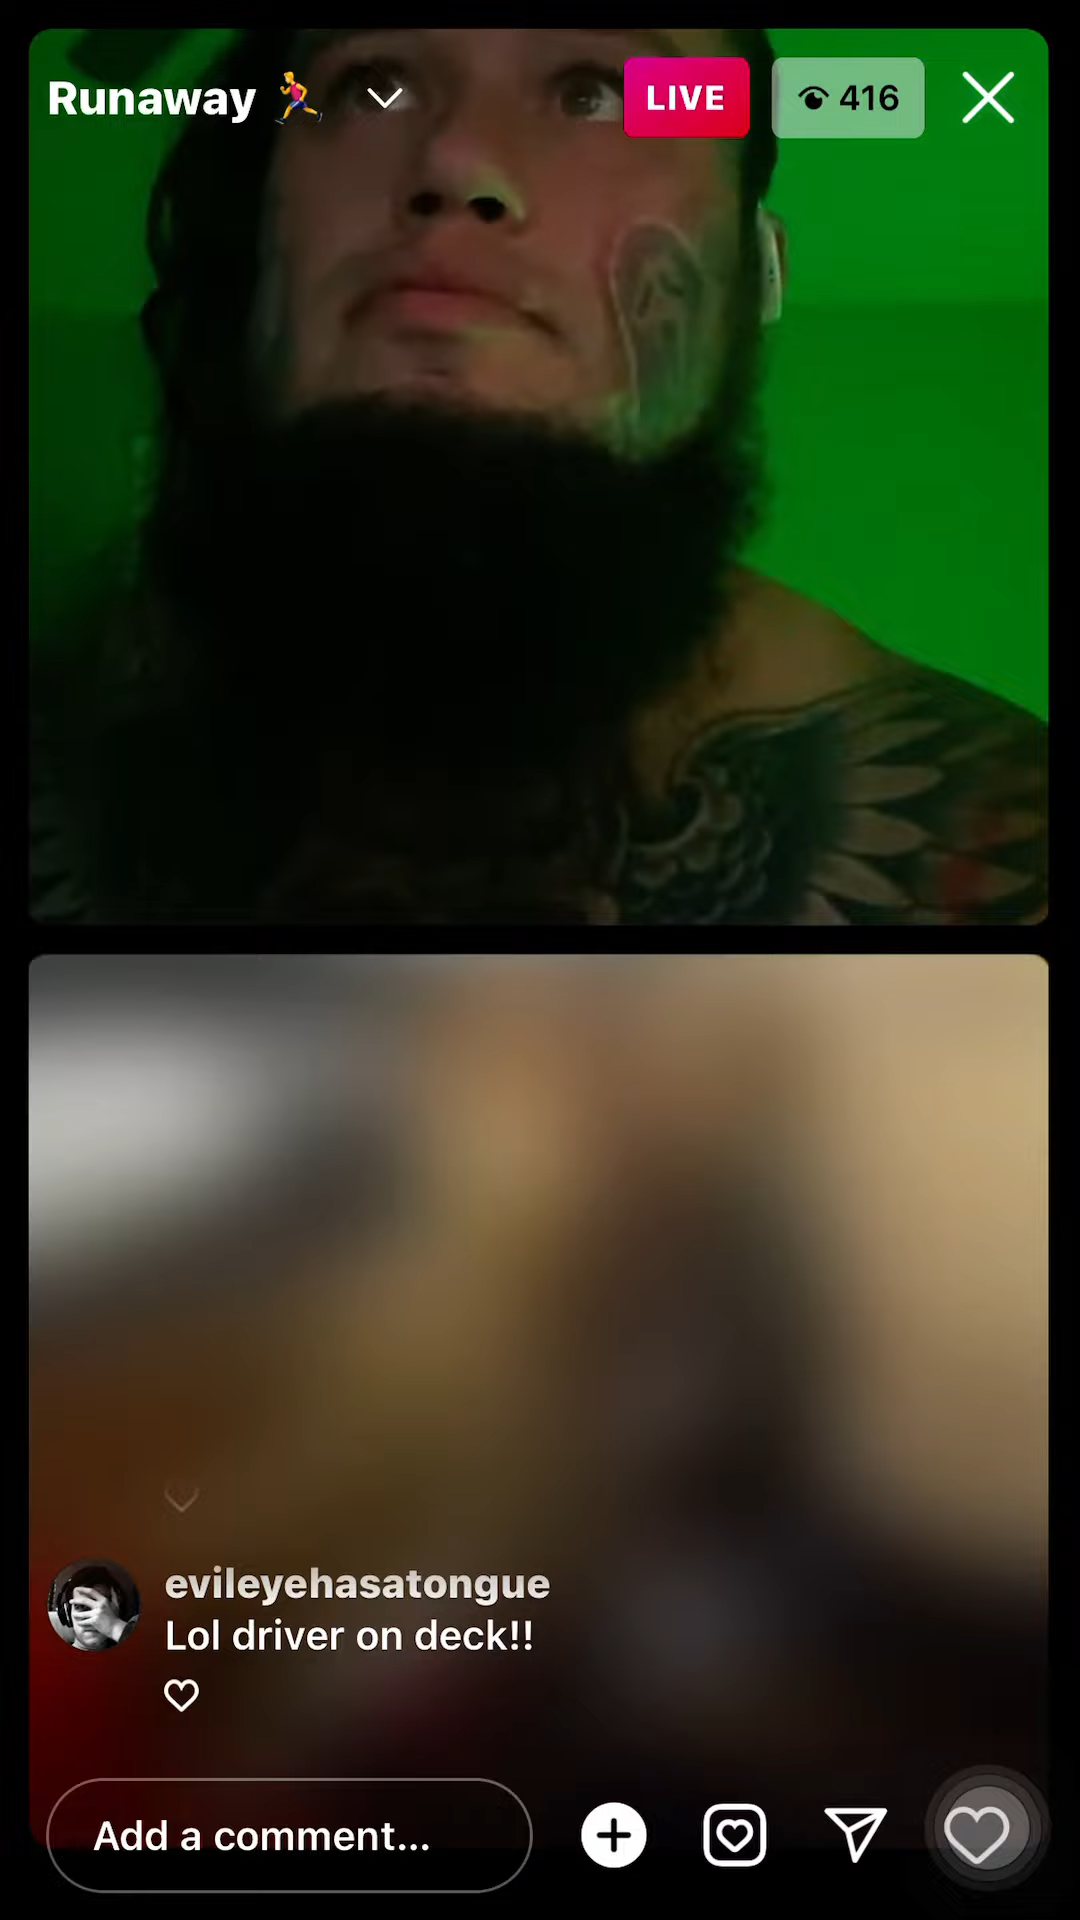 Runaway 🏃
LIVE
416
evileyehasatongue
Lol driver on deck!!
Add a comment...